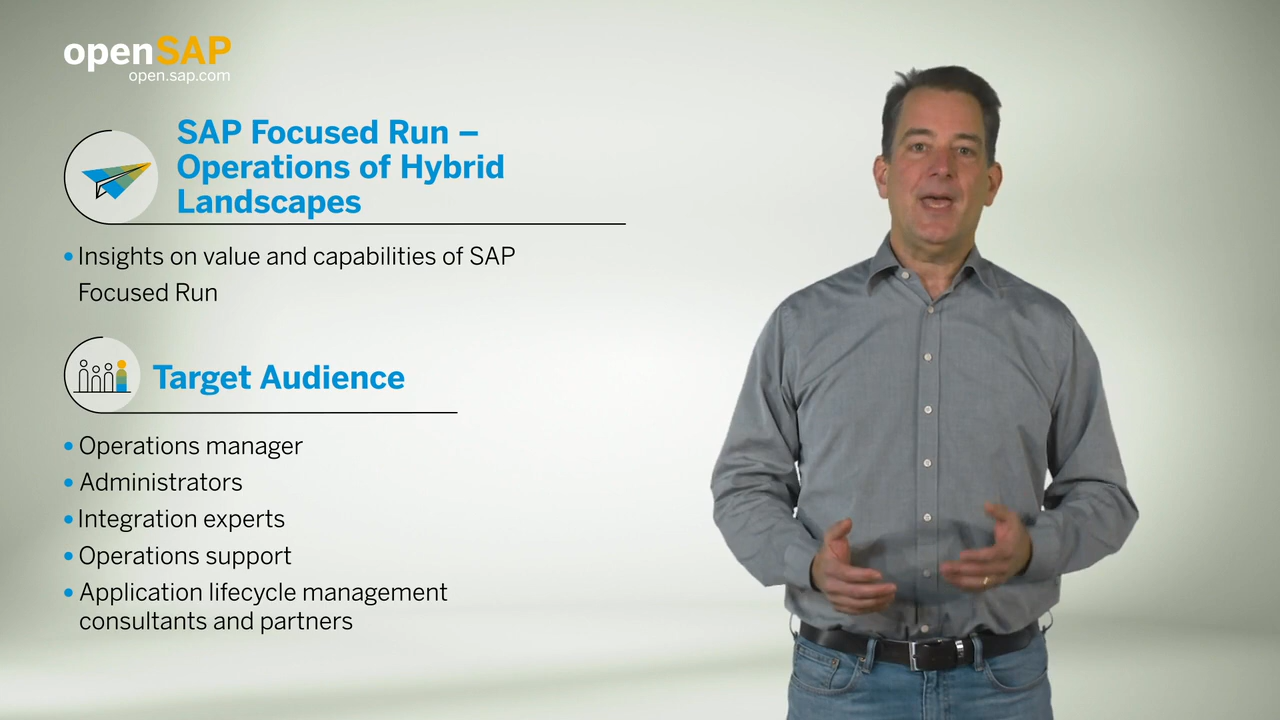 openSAP
open.sap.com
SAP Focused Run –
Operations of Hybrid
Landscapes
• Insights on value and capabilities of SAP
Focused Run
Target Audience
• Operations manager
• Administrators
• Integration experts
• Operations support
• Application lifecycle management
consultants and partners